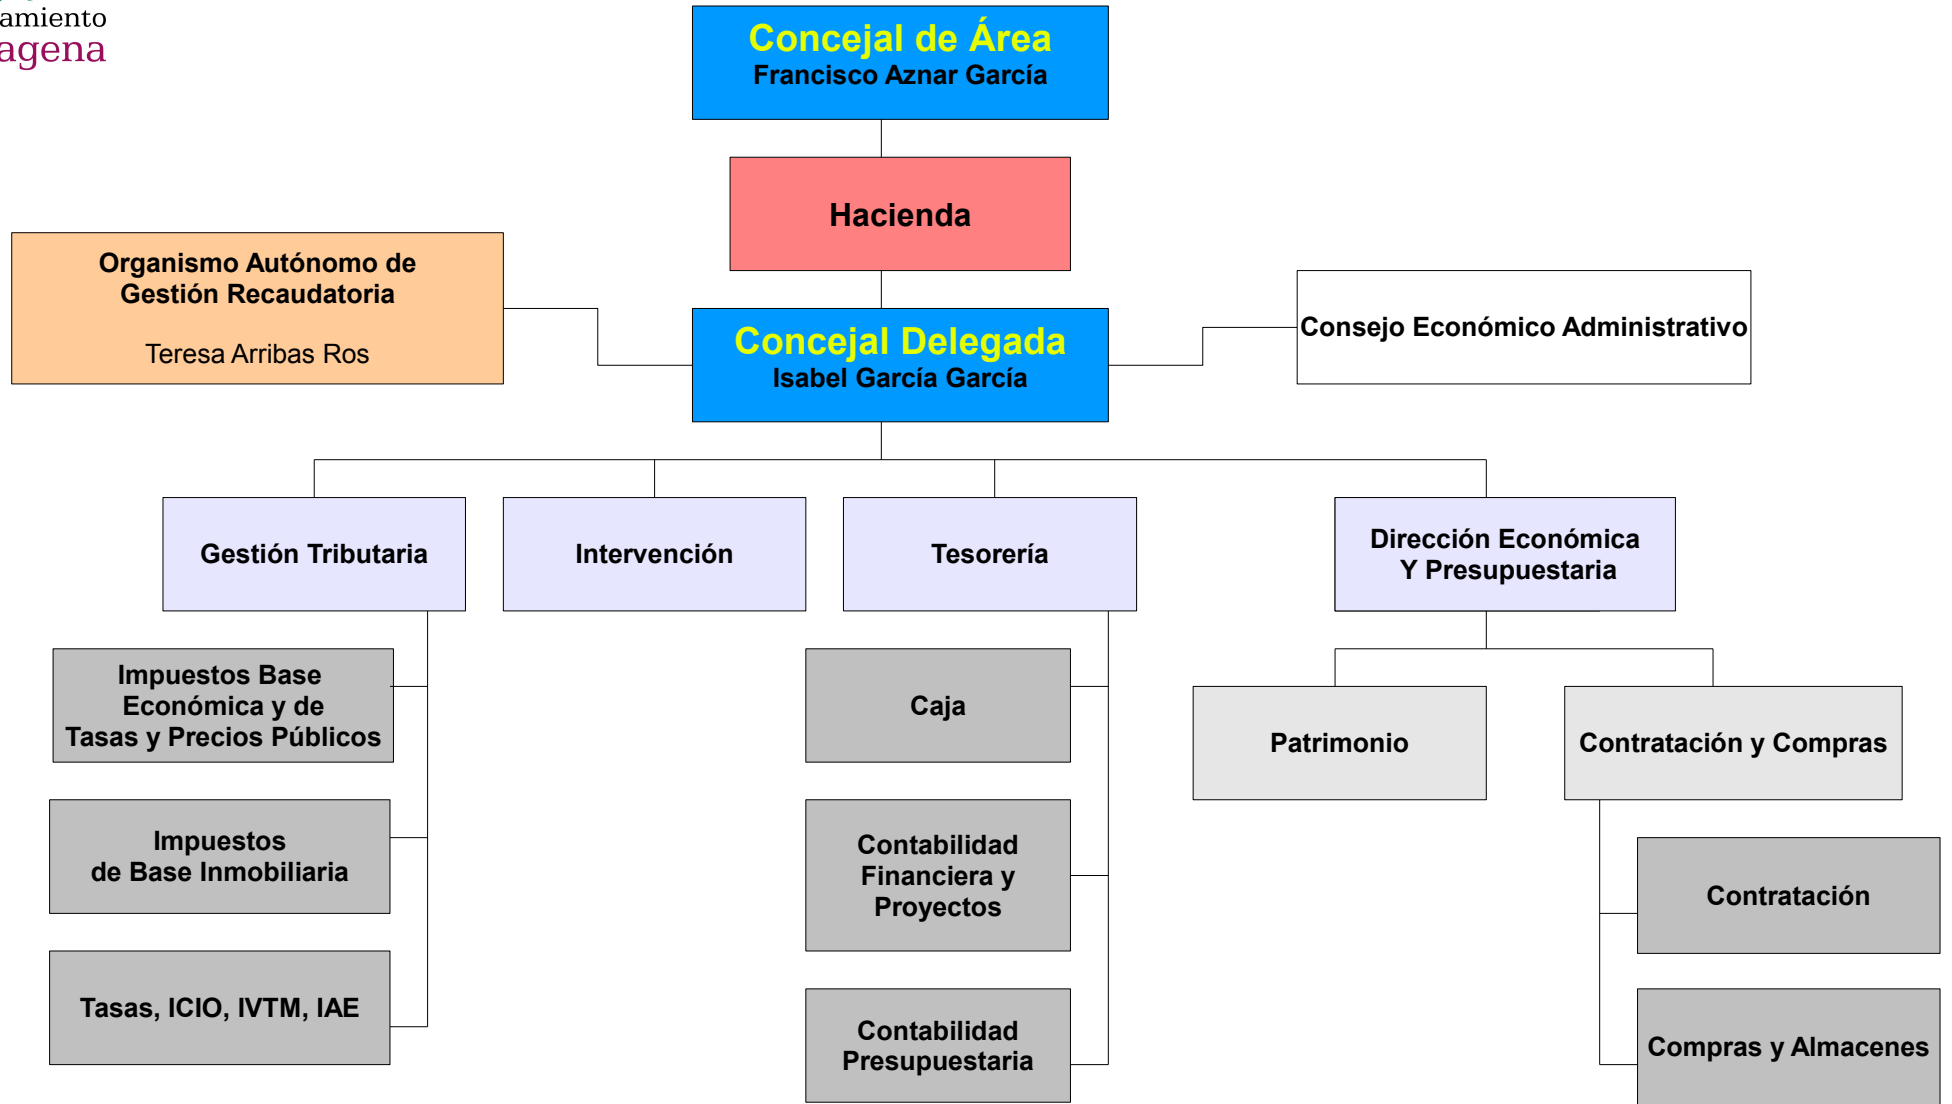 amiento
agena
Concejal de Área
Francisco Aznar García
Hacienda
Organismo Autónomo de
Gestión Recaudatoria
Teresa Arribas Ros
Concejal Delegada
Isabel García García
Consejo Económico Administrativo
Gestión Tributaria
Intervención
Tesorería
Dirección Económica
Y Presupuestaria
Impuestos Base
Económica y de
Tasas y Precios Públicos
Impuestos
de Base Inmobiliaria
Tasas, ICIO, IVTM, IAE
Caja
Contabilidad
Financiera y
Proyectos
Contabilidad
Presupuestaria
Patrimonio
Contratación y Compras
Contratación
Compras y Almacenes